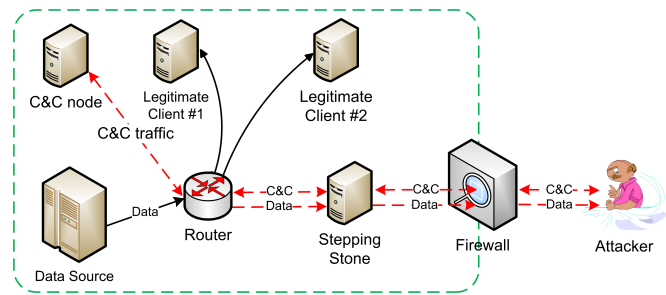 C&C node
Legitimate
Client #1
Legitimate
Client #2
C&C traffic
Data
C&C
Data
C&C
Data
C&C
Data
Data Source
Router
Stepping
Stone
Firewall
Attacker